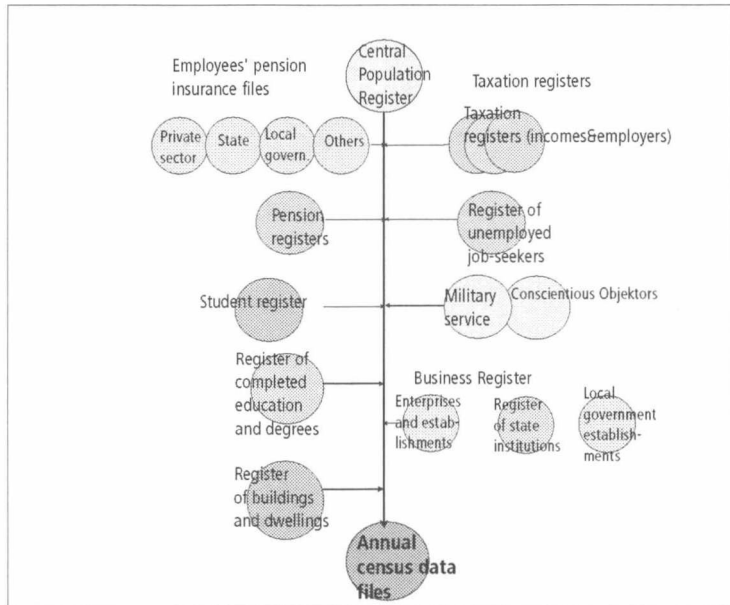 Central
Population
Register
Employees' pension
insurance files
Taxation registers
Private
sector
State
Local
govern.
Others
Taxation
registers (incomes&employers)
Pension
registers
Register of
unemployed
job-seekers
Student register
Military
service
Conscientious Objektors
Register of
completed
education
and degrees
Business Register
Enterprises
and estab-
lishments
Register
of state
institutions
Local
government
establish-
ments
Register
of buildings
and dwellings
Annual
census data
files